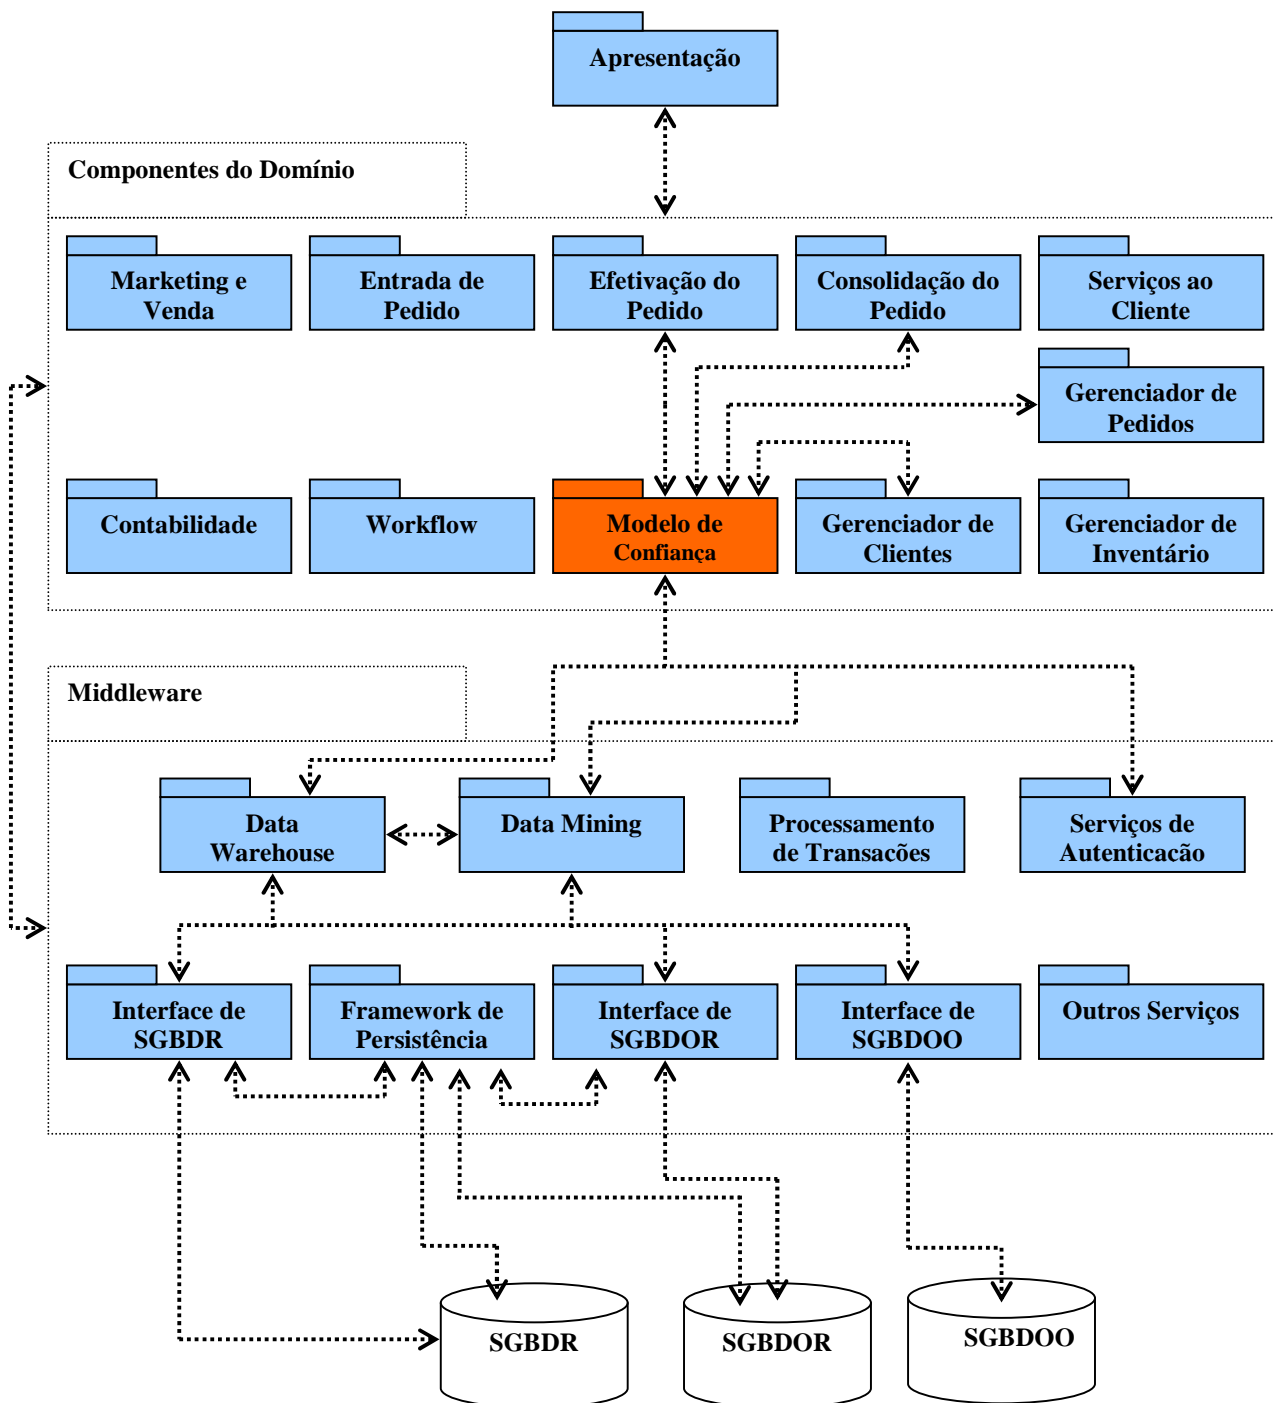 Apresentação
Componentes do Domínio
Marketing e
Venda
Entrada de
Pedido
Efetivação do
Pedido
Consolidação do
Pedido
Serviços ao
Cliente
Gerenciador de
Pedidos
Contabilidade
Workflow
Modelo de
Confiança
Gerenciador de
Clientes
Gerenciador de
Inventário
Middleware
Data
Warehouse
Data Mining
Processamento
de Transacões
Serviços de
Autenticacão
Interface de
SGBDR
Framework de
Persistência
Interface de
SGBDOR
Interface de
SGBDOO
Outros Serviços
SGBDR
SGBDOR
SGBDOO